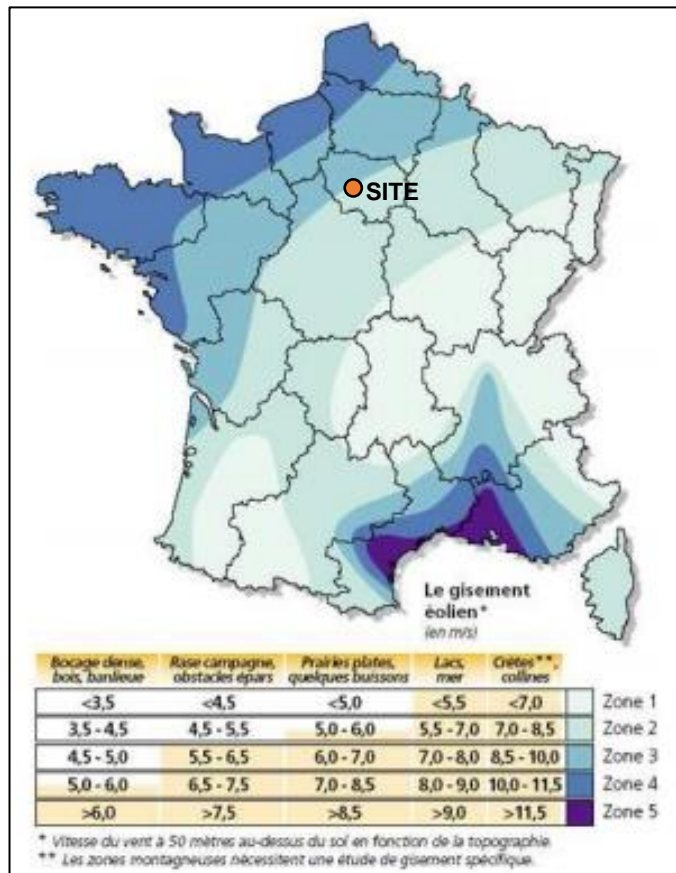 SITE
Le gisement
éolien*
(en m/s)
Bocage dense, bois, banlieue | Rase campagne, obstacles épars | Prairies plates, quelques buissons | Lacs, mer | Crêtes**, collines
<3,5 <4,5 <5,0 <5,5 <7,0 Zone 1
3,5 - 4,5 4,5 - 5,5 5,0 - 6,0 5,5 - 7,0 7,0 - 8,5 Zone 2
4,5 - 5,0 5,5 - 6,5 6,0 - 7,0 7,0 - 8,0 8,5 - 10,0 Zone 3
5,0 - 6,0 6,5 - 7,5 7,0 - 8,5 8,0 - 9,0 10,0 - 11,5 Zone 4
>6,0 >7,5 >8,5 >9,0 >11,5 Zone 5
* Vitesse du vent à 50 mètres au-dessus du sol en fonction de la topographie.
** Les zones montagneuses nécessitent une étude de gisement spécifique.